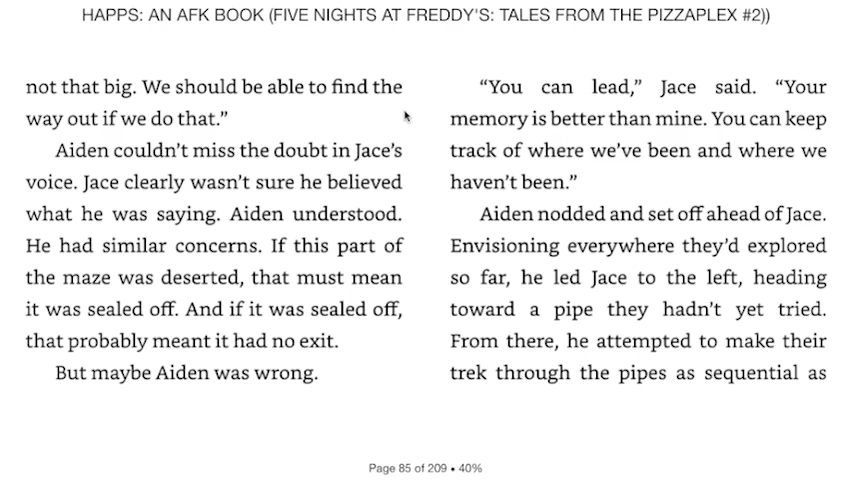 HAPPS: AN AFK BOOK (FIVE NIGHTS AT FREDDY'S: TALES FROM THE PIZZAPLEX #2))
not that big. We should be able to find the
way out if we do that.”
Aiden couldn’t miss the doubt in Jace’s
voice. Jace clearly wasn’t sure he believed
what he was saying. Aiden understood.
He had similar concerns. If this part of
the maze was deserted, that must mean
it was sealed off. And if it was sealed off,
that probably meant it had no exit.
But maybe Aiden was wrong.
“You can lead,” Jace said. “Your
memory is better than mine. You can keep
track of where we’ve been and where we
haven’t been.”
Aiden nodded and set off ahead of Jace.
Envisioning everywhere they’d explored
so far, he led Jace to the left, heading
toward a pipe they hadn’t yet tried.
From there, he attempted to make their
trek through the pipes as sequential as
Page 85 of 209 • 40%